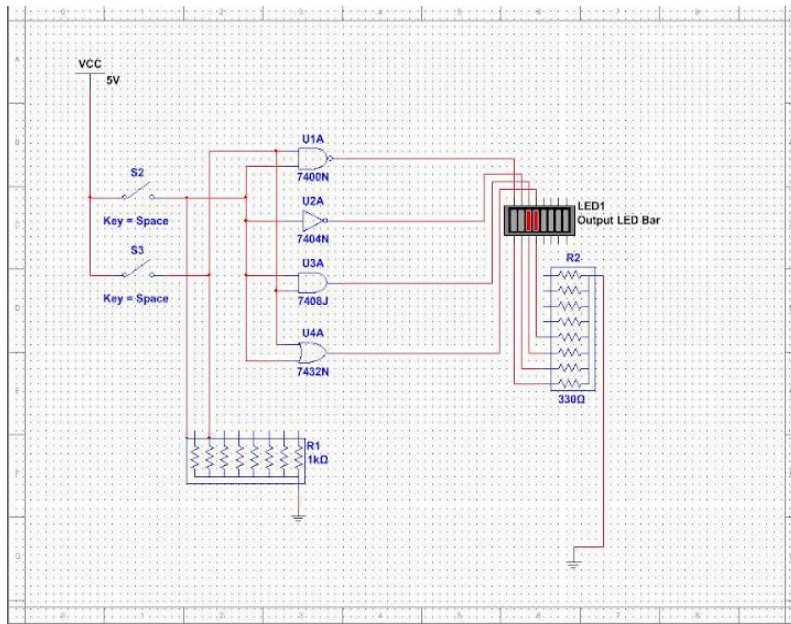 VCC
5V
U1A
7400N
S2
Key = Space
U2A
7404N
LED1
Output LED Bar
S3
Key = Space
U3A
7408J
R2
U4A
7432N
330Ω
R1
1kΩ